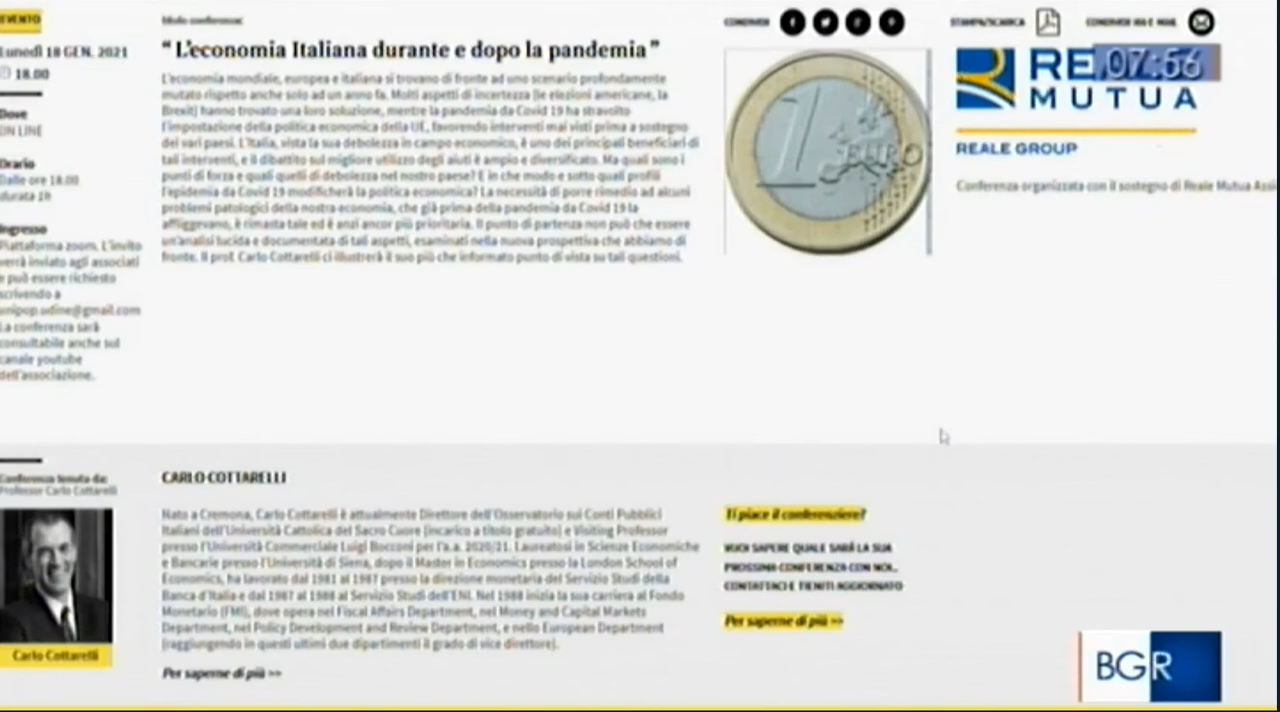 EVENTO
Lunedì 18 GEN. 2021
18.00
Dove
ON LINE
Orario
Dalle ore 18.00
durata
Ingresso
Piattaforma zoom. L'invito
verrà inviato agli associati
e può essere richiesto
scrivendo a
unipop.udine@gmail.com
La conferenza sarà
consultabile anche sul
canale youtube
dell'associazione.
titolo conferenza:
“ L'economia Italiana durante e dopo la pandemia ”
L'economia mondiale, europea e italiana si trovano di fronte ad uno scenario profondamente
mutato rispetto anche solo ad un anno fa. Molti aspetti di incertezza (le elezioni americane, la
Brexit) hanno trovato una loro soluzione, mentre la pandemia da Covid 19 ha stravolto
l'impostazione della politica economica della UE, favorendo interventi mai visti prima a sostegno
dei vari paesi. L'Italia, vista la sua debolezza in campo economico, è uno dei principali beneficiari di
tali interventi, e il dibattito sul migliore utilizzo degli aiuti è ampio e diversificato. Ma quali sono i
punti di forza e quali quelli di debolezza nel nostro paese? E in che modo e sotto quali profili
l'epidemia da Covid 19 modificherà la politica economica? La necessità di porre rimedio ad alcuni
problemi patologici della nostra economia, che già prima della pandemia da Covid 19 la
affliggevano, è rimasta tale ed è anzi ancor più prioritaria. Il punto di partenza non può che essere
un'analisi lucida e documentata di tali aspetti, esaminati nella nuova prospettiva che abbiamo di
fronte. Il prof. Carlo Cottarelli ci illustrerà il suo più che informato punto di vista su tali questioni.
CONDIVIDI
STAMPA/SCARICA
CONDIVIDI VIA E-MAIL
1 EURO
RE
07:56
MUTUA
REALE GROUP
Conferenza organizzata con il sostegno di Reale Mutua Assi
Conferenza tenuta da:
Professor Carlo Cottarelli
Carlo Cottarelli
CARLO COTTARELLI
Nato a Cremona, Carlo Cottarelli è attualmente Direttore dell'Osservatorio sui Conti Pubblici
Italiani dell'Università Cattolica del Sacro Cuore (incarico a titolo gratuito) e Visiting Professor
presso l'Università Commerciale Luigi Bocconi per l'a.a. 2020/21. Laureatosi in Scienze Economiche
e Bancarie presso l'Università di Siena, dopo il Master in Economics presso la London School of
Economics, ha lavorato dal 1981 al 1987 presso la direzione monetaria del Servizio Studi della
Banca d'Italia e dal 1987 al 1988 al Servizio Studi dell'ENI. Nel 1988 inizia la sua carriera al Fondo
Monetario (FMI), dove opera nel Fiscal Affairs Department, nel Money and Capital Markets
Department, nel Policy Development and Review Department, e nello European Department
(raggiungendo in questi ultimi due dipartimenti il grado di vice direttore).
Per saperne di più >>
Ti piace il conferenziere?
VUOI SAPERE QUALE SARÀ LA SUA
PROSSIMA CONFERENZA CON NOI..
CONTATTACI E TIENITI AGGIORNATO
Per saperne di più >>
BGR